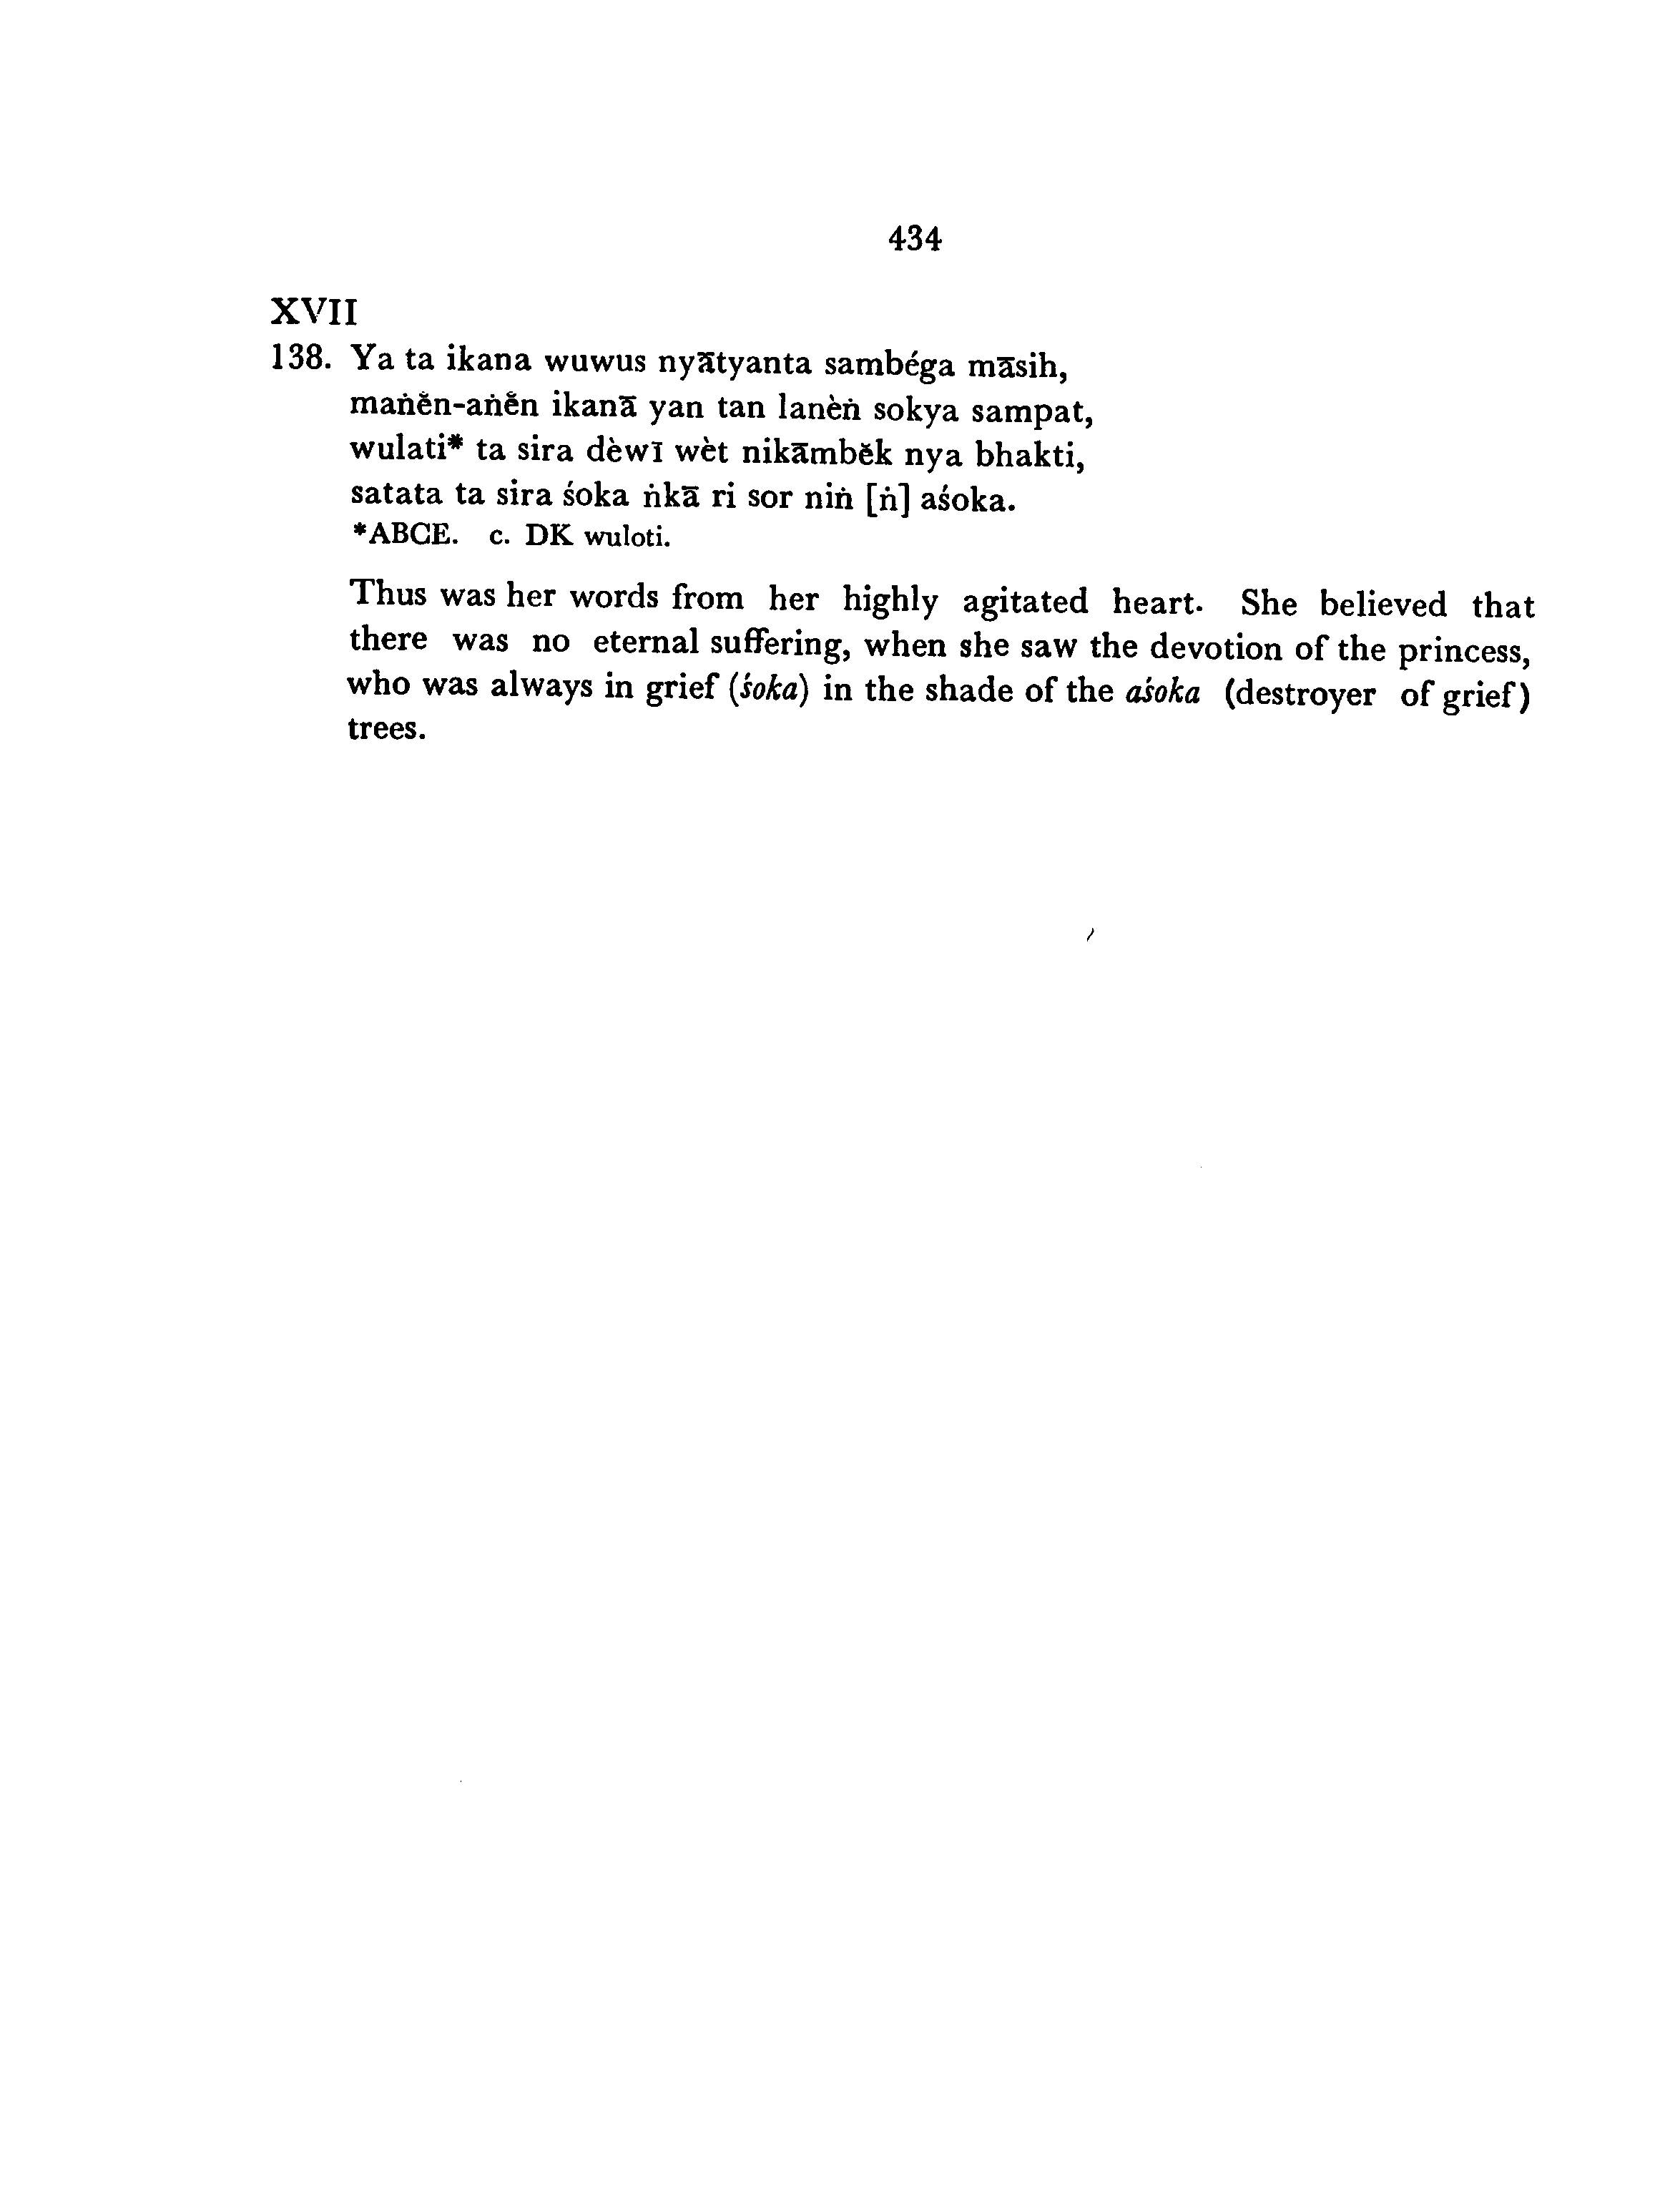 434
XVII
138. Ya ta ikana wuwus nyātyanta sambéga māsih,
maṅĕn-aṅĕn ikanā yan tan lanèṅ sokya sampat,
wulati* ta sira dèwī wèt nikāmbĕk nya bhakti,
satata ta sira śoka ṅkā ri sor niṅ [ṅ] aśoka.
*ABCE. c. DK wuloti.
Thus was her words from her highly agitated heart. She believed that
there was no eternal suffering, when she saw the devotion of the princess,
who was always in grief (śoka) in the shade of the aśoka (destroyer of grief)
trees.